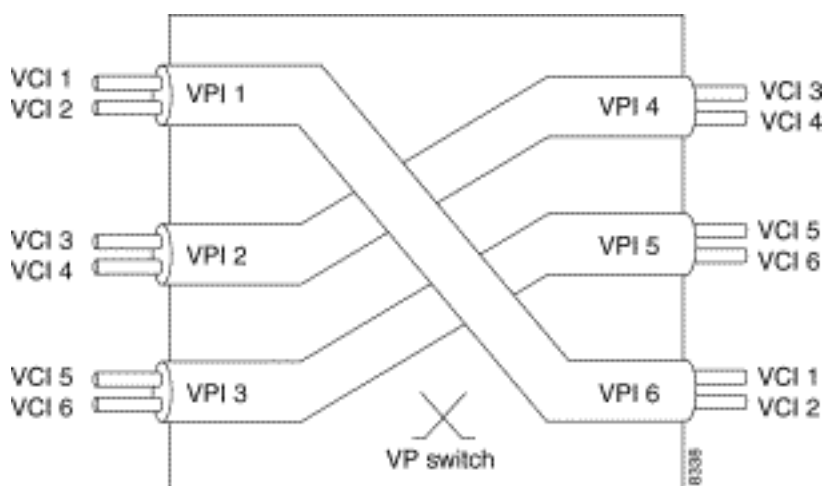 VCI 1
VCI 2
VPI 1
VPI 4
VCI 3
VCI 4
VCI 3
VCI 4
VPI 2
VPI 5
VCI 5
VCI 6
VCI 5
VCI 6
VPI 3
VPI 6
VCI 1
VCI 2
VP switch
8338